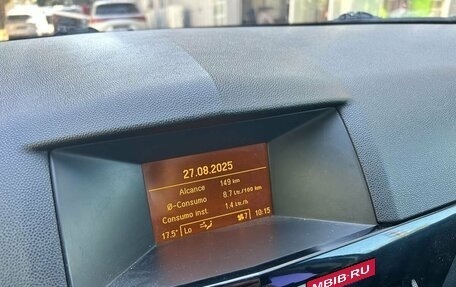 27.08.2025
Alcance 149 km
Ø-Consumo 8.7 Ltr./100 km
Consumo inst. 1.4 Ltr./h
17.5° Lo 7 10:15
MBIB.RU